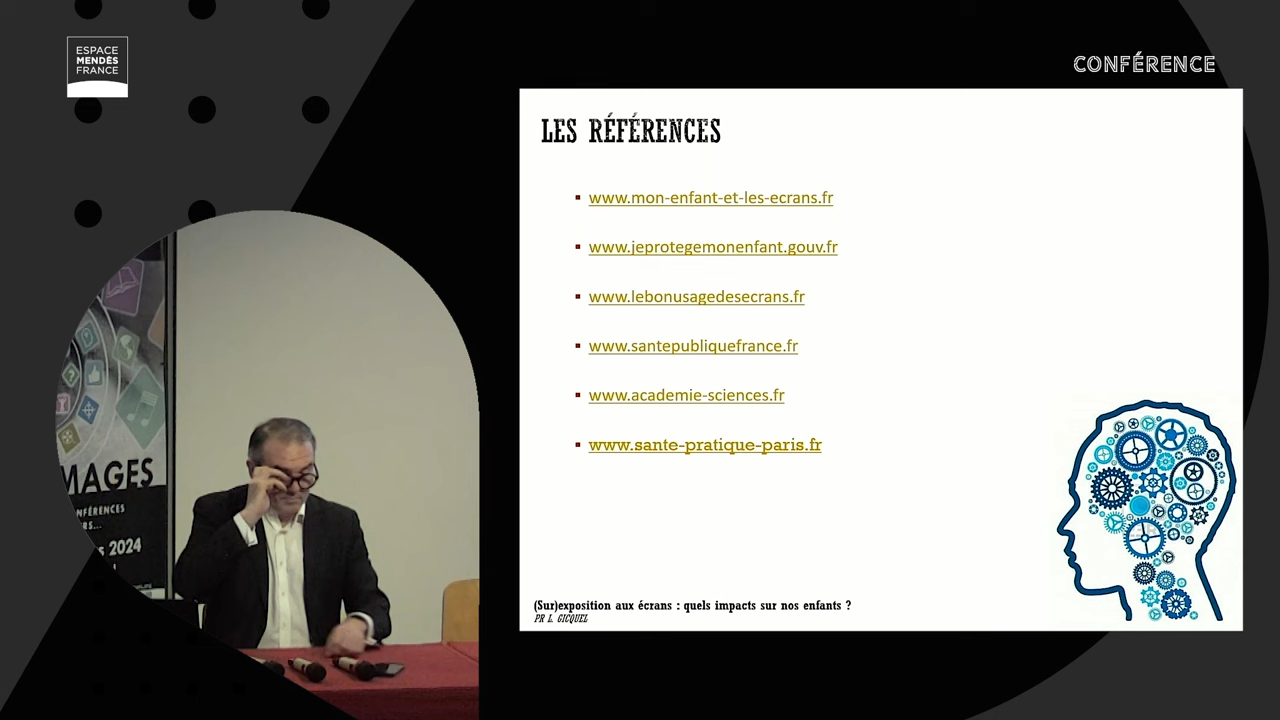 ESPACE
MENDÈS
FRANCE
CONFÉRENCE
LES RÉFÉRENCES
www.mon-enfant-et-les-ecrans.fr
www.jeprotegemonenfant.gouv.fr
www.lebonusagedesecrans.fr
www.santepubliquefrance.fr
www.academie-sciences.fr
www.sante-pratique-paris.fr
(Sur)exposition aux écrans : quels impacts sur nos enfants ?
PR L. GICQUEL
MAGES
NFÉRENCES
RS...
s 2024